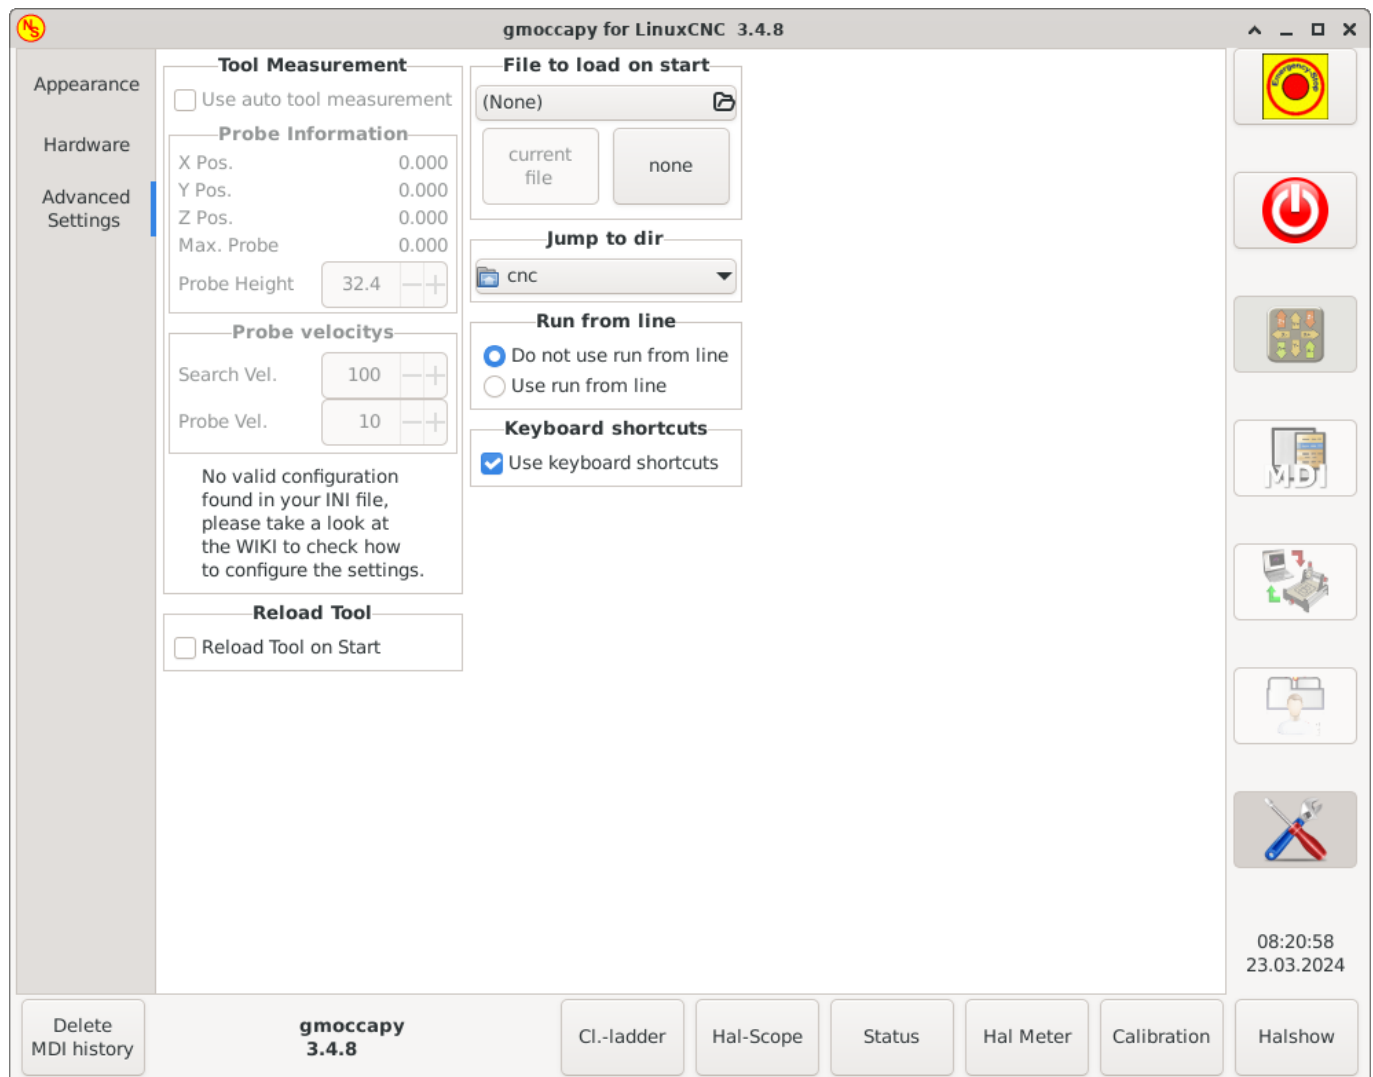 NS
gmoccapy for LinuxCNC 3.4.8
Appearance
Hardware
Advanced
Settings
Tool Measurement
Use auto tool measurement
Probe Information
X Pos. 0.000
Y Pos. 0.000
Z Pos. 0.000
Max. Probe 0.000
Probe Height 32.4
Probe velocitys
Search Vel. 100
Probe Vel. 10
No valid configuration
found in your INI file,
please take a look at
the WIKI to check how
to configure the settings.
Reload Tool
Reload Tool on Start
File to load on start
(None)
current
file
none
Jump to dir
cnc
Run from line
Do not use run from line
Use run from line
Keyboard shortcuts
Use keyboard shortcuts
Emergency-Stop
MDI
08:20:58
23.03.2024
Delete
MDI history
gmoccapy
3.4.8
Cl.-ladder
Hal-Scope
Status
Hal Meter
Calibration
Halshow